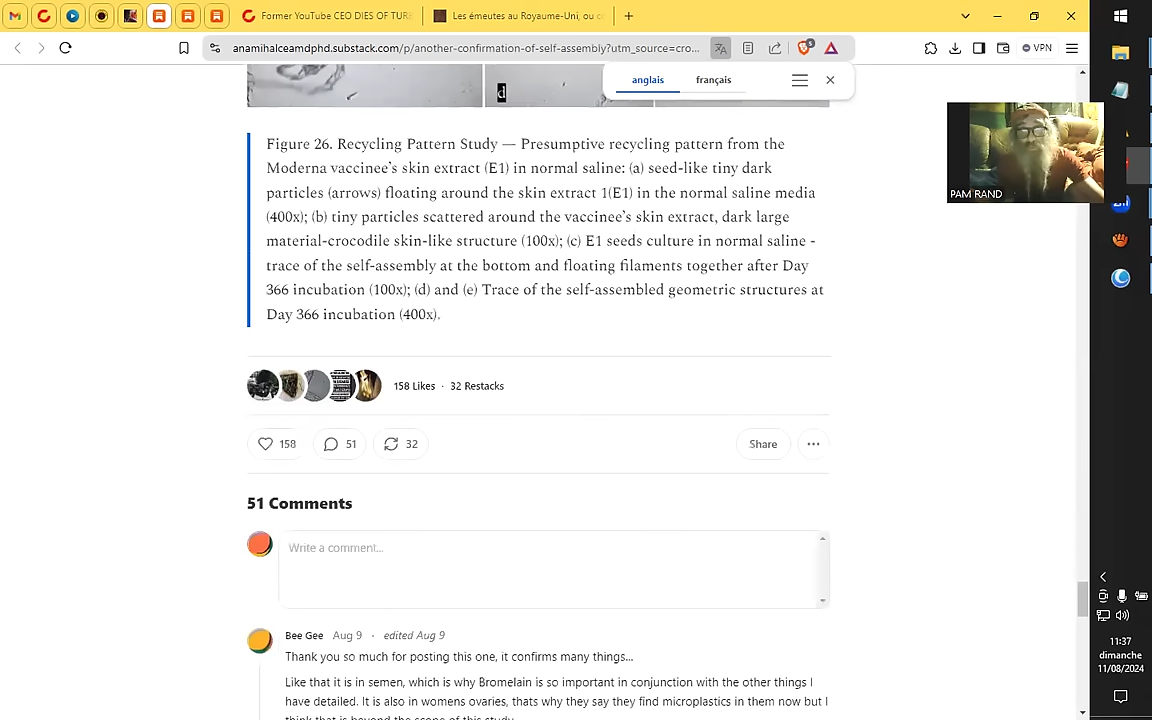 Former YouTube CEO DIES OF TUR
Les émeutes au Royaume-Uni, ou c
anamihalceamdphd.substack.com/p/another-confirmation-of-self-assembly?utm_source=cro...
VPN
anglais
français
d
PAM RAND
Figure 26. Recycling Pattern Study — Presumptive recycling pattern from the
Moderna vaccinee's skin extract (E1) in normal saline: (a) seed-like tiny dark
particles (arrows) floating around the skin extract 1(E1) in the normal saline media
(400x); (b) tiny particles scattered around the vaccinee's skin extract, dark large
material-crocodile skin-like structure (100x); (c) E1 seeds culture in normal saline -
trace of the self-assembly at the bottom and floating filaments together after Day
366 incubation (100x); (d) and (e) Trace of the self-assembled geometric structures at
Day 366 incubation (400x).
158 Likes · 32 Restacks
158
51
32
Share
51 Comments
Write a comment...
Bee Gee Aug 9 · edited Aug 9
Thank you so much for posting this one, it confirms many things...
Like that it is in semen, which is why Bromelain is so important in conjunction with the other things I
have detailed. It is also in womens ovaries, thats why they say they find microplastics in them now but I
think that is beyond the scope of this study
11:37
dimanche
11/08/2024